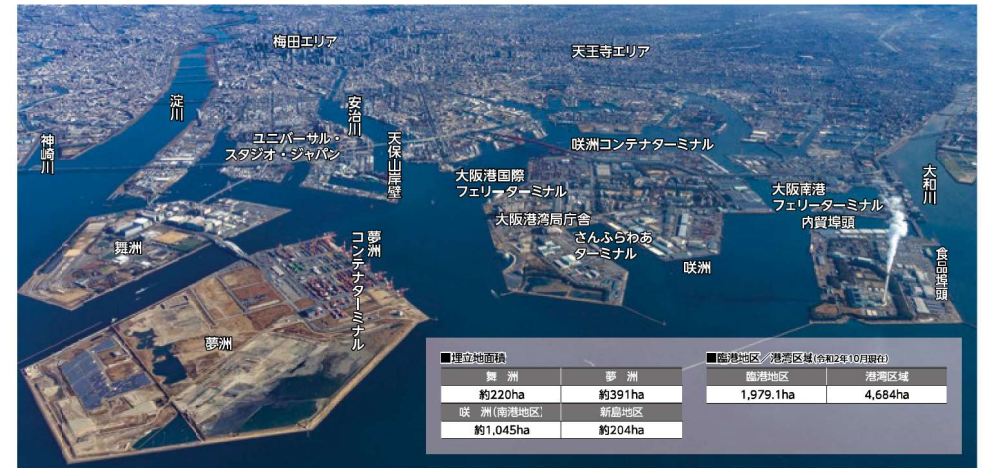 梅田エリア
天王寺エリア
淀川
安治川
神崎川
ユニバーサル・
スタジオ・ジャパン
天保山岸壁
咲洲コンテナターミナル
大阪港国際
フェリーターミナル
大阪南港
フェリーターミナル
大和川
内貿埠頭
大阪港湾局庁舎
さんふらわあ
ターミナル
舞洲
夢洲
コンテナターミナル
咲洲
食品埠頭
夢洲
■埋立地面積
舞 洲 夢 洲
約220ha 約391ha
咲 洲(南港地区) 新島地区
約1,045ha 約204ha
■臨港地区/港湾区域(令和2年10月現在)
臨港地区 港湾区域
1,979.1ha 4,684ha